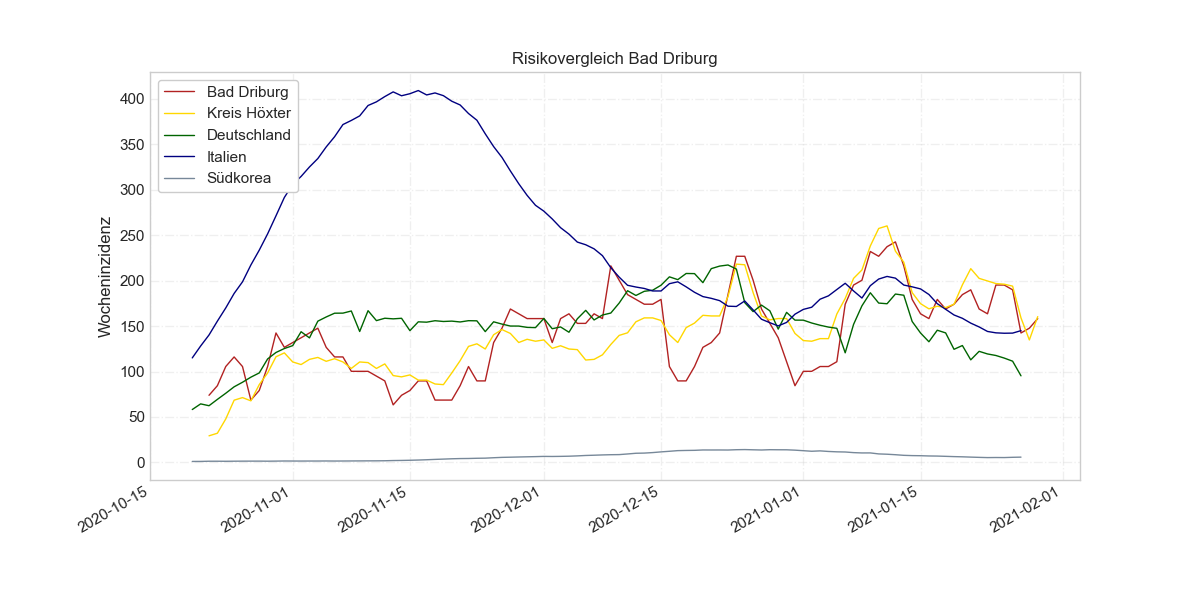 Risikovergleich Bad Driburg
Bad Driburg
Kreis Höxter
Deutschland
Italien
Südkorea
Wocheninzidenz
400
350
300
250
200
150
100
50
0
2020-10-15
2020-11-01
2020-11-15
2020-12-01
2020-12-15
2021-01-01
2021-01-15
2021-02-01